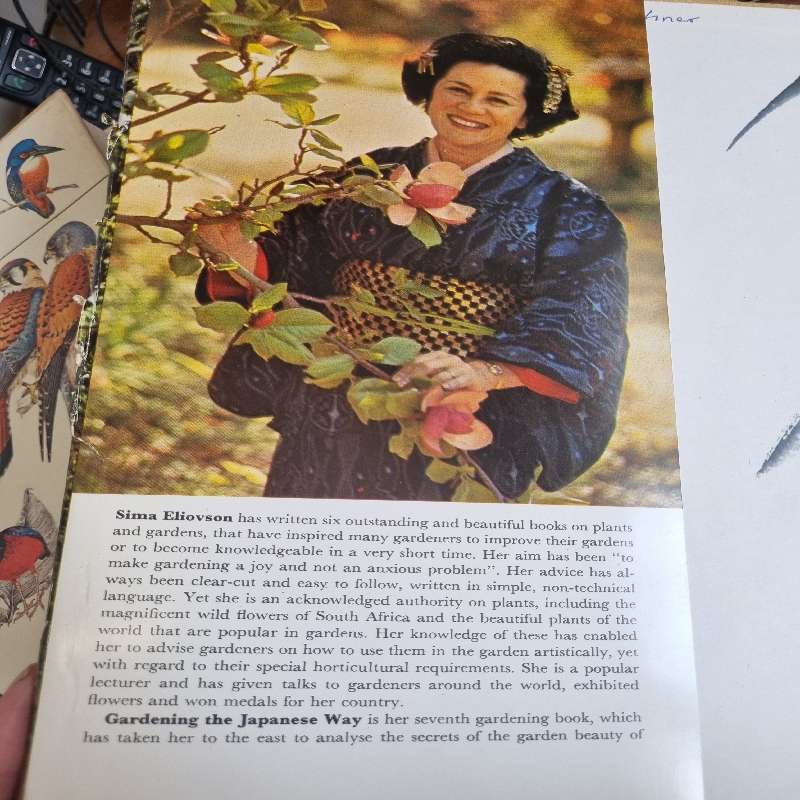 Sima Eliovson has written six outstanding and beautiful books on plants
and gardens, that have inspired many gardeners to improve their gardens
or to become knowledgeable in a very short time. Her aim has been "to
make gardening a joy and not an anxious problem". Her advice has al-
ways been clear-cut and easy to follow, written in simple, non-technical
language. Yet she is an acknowledged authority on plants, including the
magnificent wild flowers of South Africa and the beautiful plants of the
world that are popular in gardens. Her knowledge of these has enabled
her to advise gardeners on how to use them in the garden artistically, yet
with regard to their special horticultural requirements. She is a popular
lecturer and has given talks to gardeners around the world, exhibited
flowers and won medals for her country.
Gardening the Japanese Way is her seventh gardening book, which
has taken her to the east to analyse the secrets of the garden beauty of